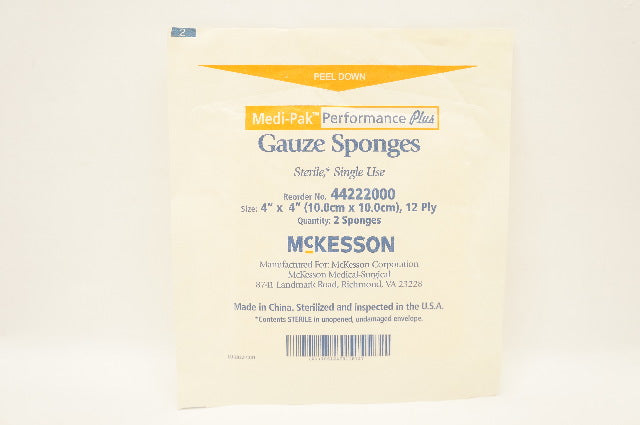 2
PEEL DOWN
Medi-Pak™ Performance Plus
Gauze Sponges
Sterile,* Single Use
Reorder No. 44222000
Size: 4" x 4" (10.0cm x 10.0cm), 12 Ply
Quantity: 2 Sponges
McKESSON
Manufactured For: McKesson Corporation
McKesson Medical-Surgical
8741 Landmark Road, Richmond, VA 23228
Made in China. Sterilized and inspected in the U.S.A.
*Contents STERILE in unopened, undamaged envelope.